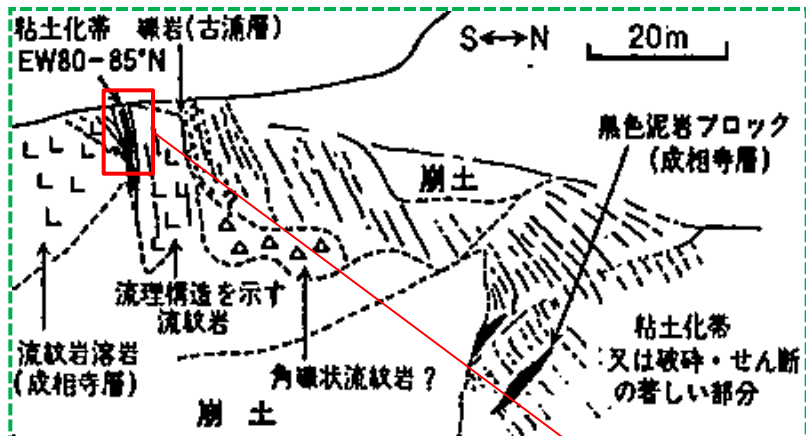 粘土化帯 礫岩(古浦層)
EW80-85°N
S↔N
20m
黒色泥岩ブロック
(成相寺層)
崩土
流理構造を示す
流紋岩
流紋岩溶岩
(成相寺層)
角礫状流紋岩？
粘土化帯
又は破砕・せん断
の著しい部分
崩土